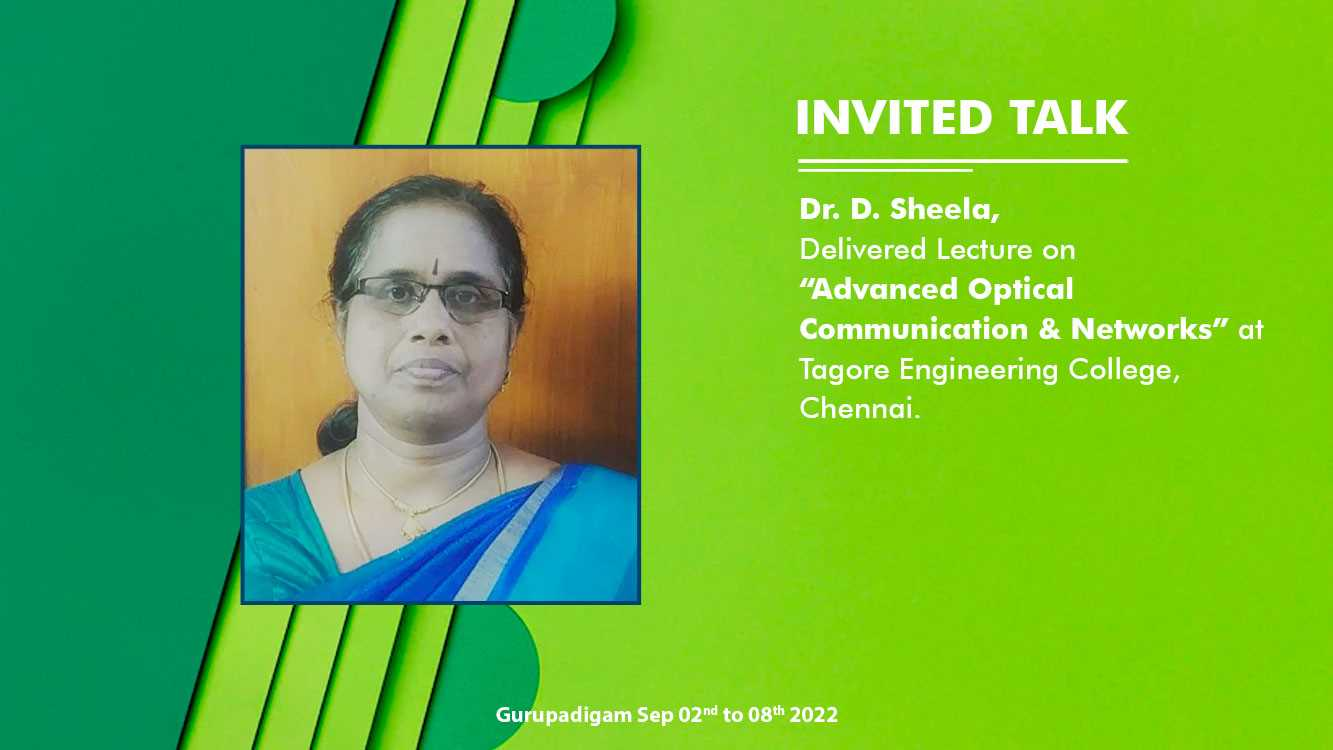 INVITED TALK
Dr. D. Sheela,
Delivered Lecture on
“Advanced Optical
Communication & Networks” at
Tagore Engineering College,
Chennai.
Gurupadigam Sep 02nd to 08th 2022